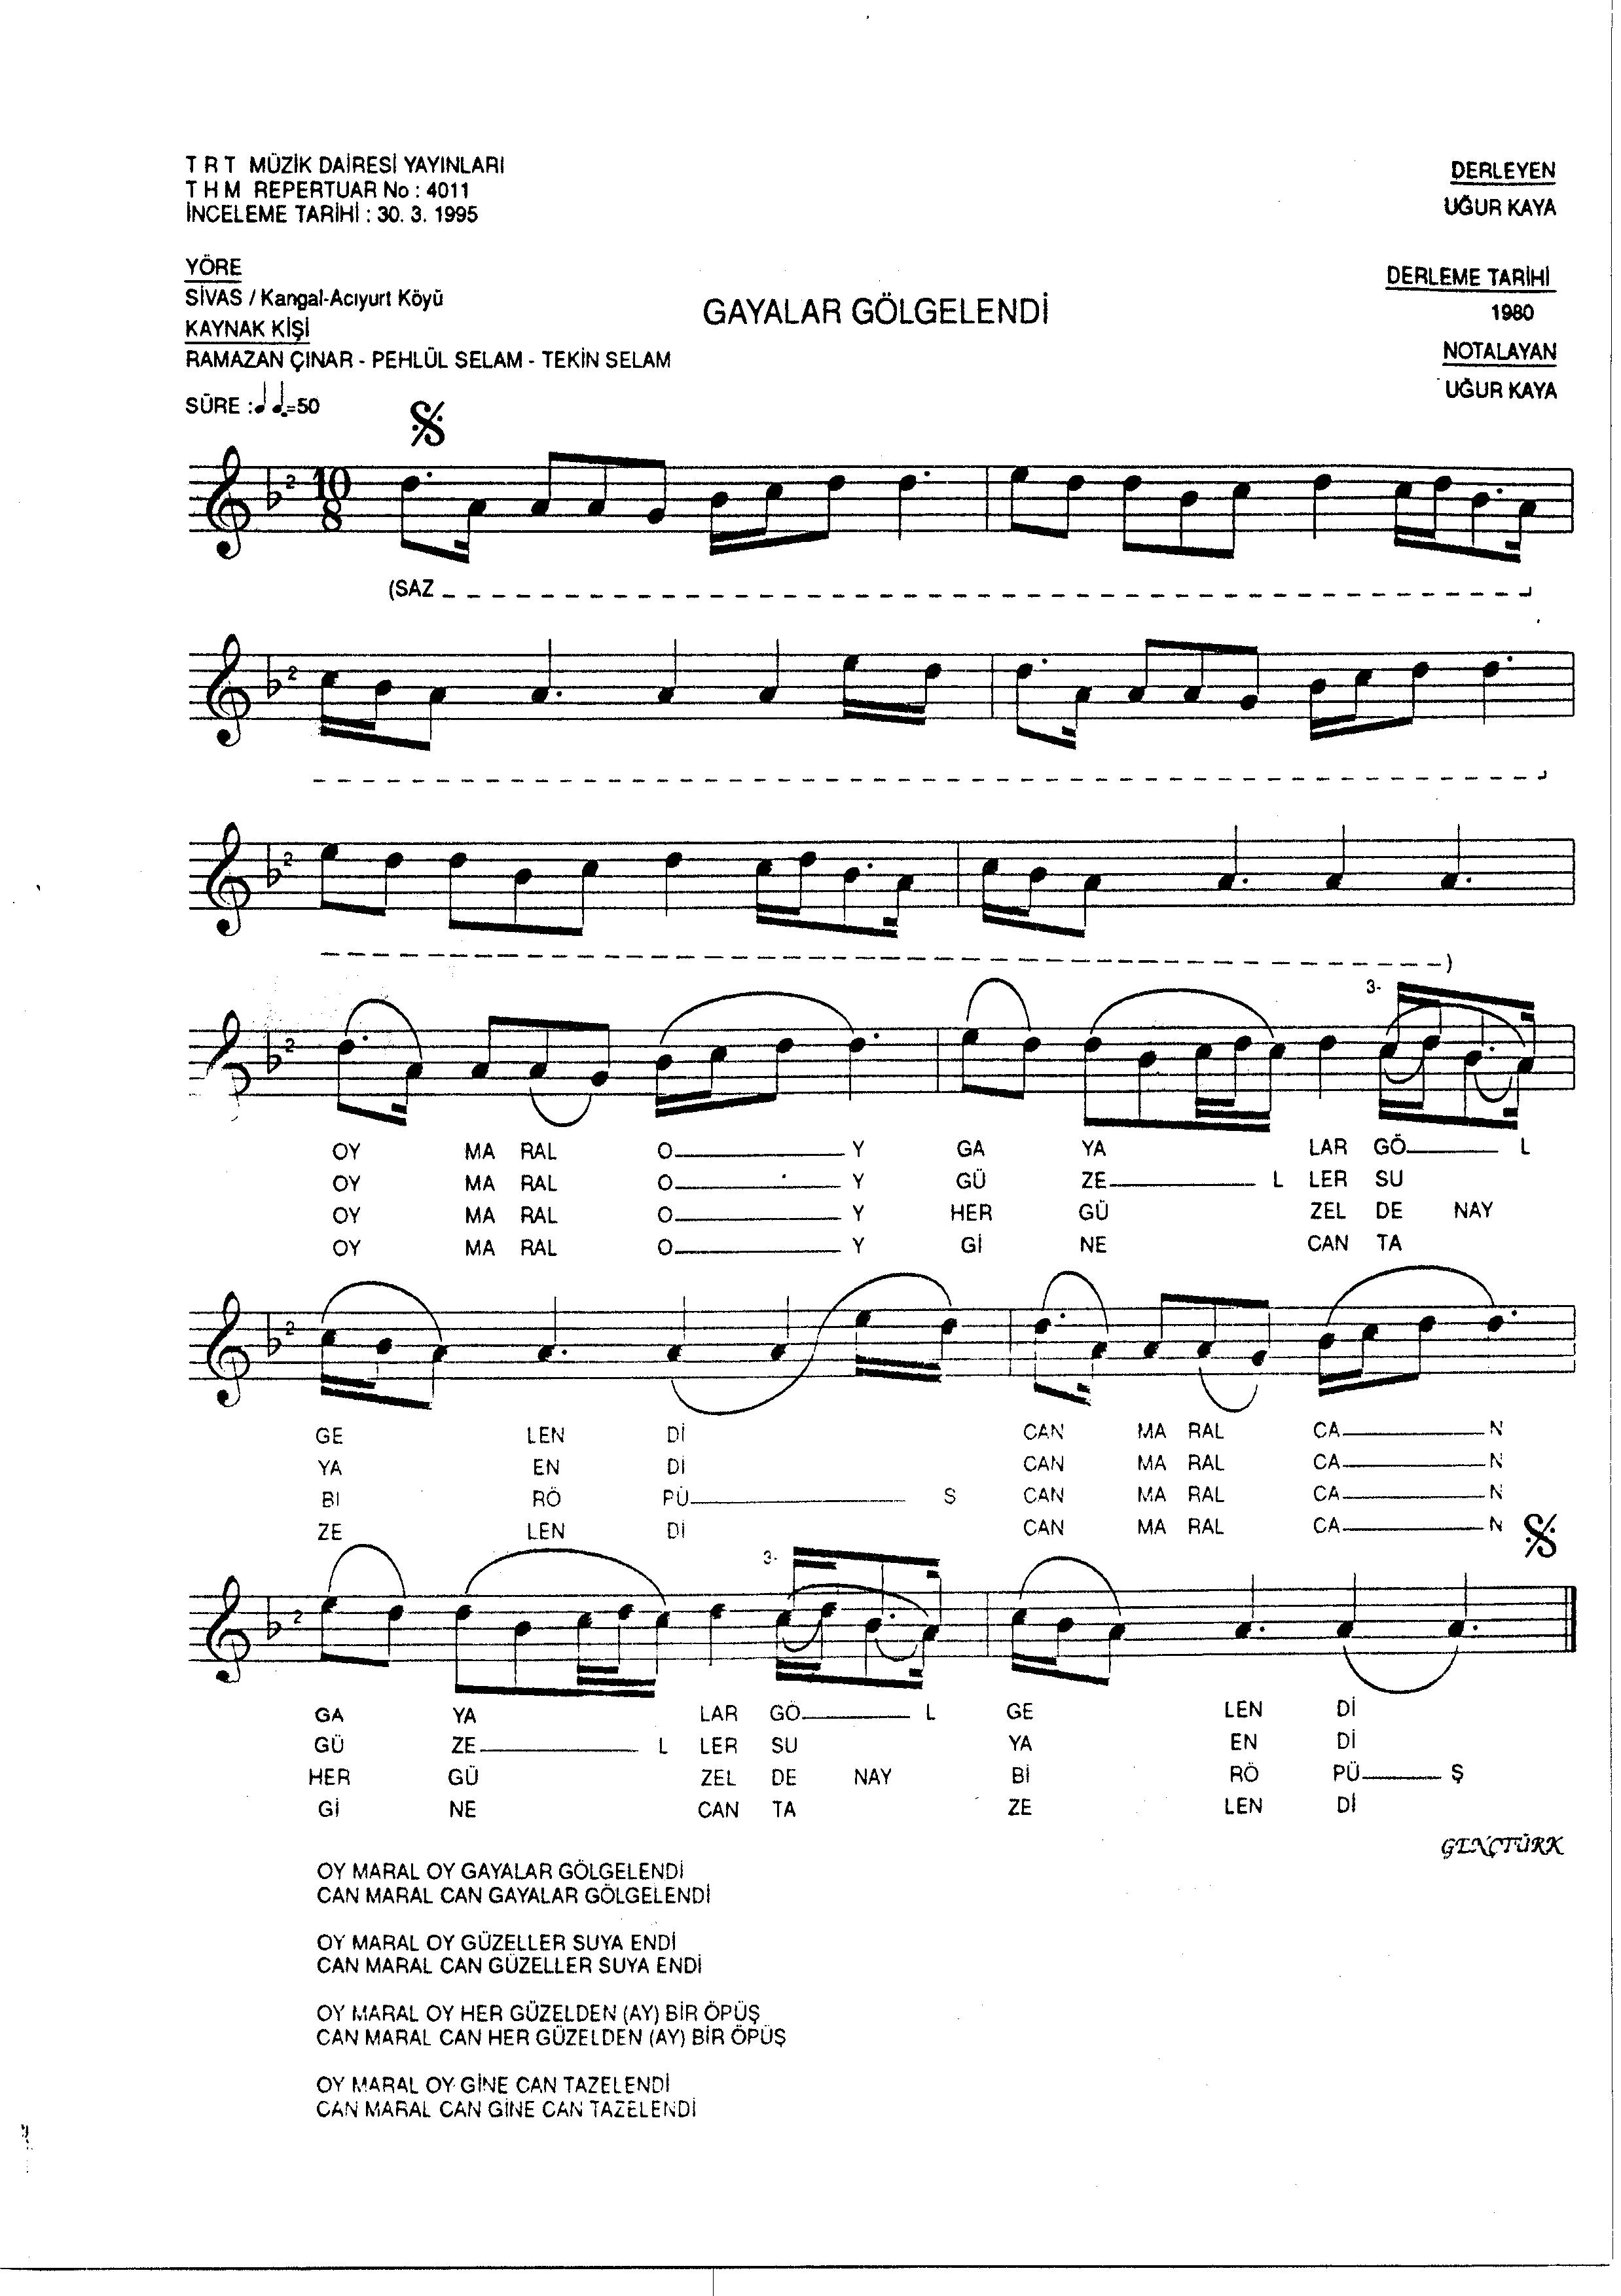 T R T MÜZİK DAİRESİ YAYINLARI
T H M REPERTUAR No : 4011
İNCELEME TARİHİ : 30. 3. 1995
DERLEYEN
UĞUR KAYA
YÖRE
SİVAS / Kangal-Acıyurt Köyü
KAYNAK KİŞİ
RAMAZAN ÇINAR - PEHLÜL SELAM - TEKİN SELAM
GAYALAR GÖLGELENDİ
DERLEME TARİHİ
1980
NOTALAYAN
UĞUR KAYA
SÜRE : =50
2 10 8
(SAZ
2
2
)
2 3-
OY MA RAL O Y GA YA LAR GÖ L
OY MA RAL O Y GÜ ZE L LER SU
OY MA RAL O Y HER GÜ ZEL DE NAY
OY MA RAL O Y Gİ NE CAN TA
2
GE LEN Dİ CAN MA RAL CA N
YA EN Dİ CAN MA RAL CA N
BI RÖ PÜ S CAN MA RAL CA N
ZE LEN Dİ CAN MA RAL CA N
2 3-
GA YA LAR GÖ L GE LEN Dİ
GÜ ZE L LER SU YA EN Dİ
HER GÜ ZEL DE NAY Bİ RÖ PÜ Ş
Gİ NE CAN TA ZE LEN Dİ
GENÇTÜRK
OY MARAL OY GAYALAR GÖLGELENDİ
CAN MARAL CAN GAYALAR GÖLGELENDİ
OY MARAL OY GÜZELLER SUYA ENDİ
CAN MARAL CAN GÜZELLER SUYA ENDİ
OY MARAL OY HER GÜZELDEN (AY) BİR ÖPÜŞ
CAN MARAL CAN HER GÜZELDEN (AY) BİR ÖPÜŞ
OY MARAL OY GİNE CAN TAZELENDİ
CAN MARAL CAN GİNE CAN TAZELENDİ